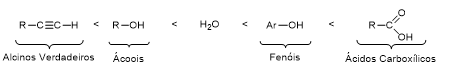 R—C≡C—H < R—OH < H₂O < Ar—OH < R—C
O
OH
Alcinos Verdadeiros Ácoois Fenóis Ácidos Carboxílicos